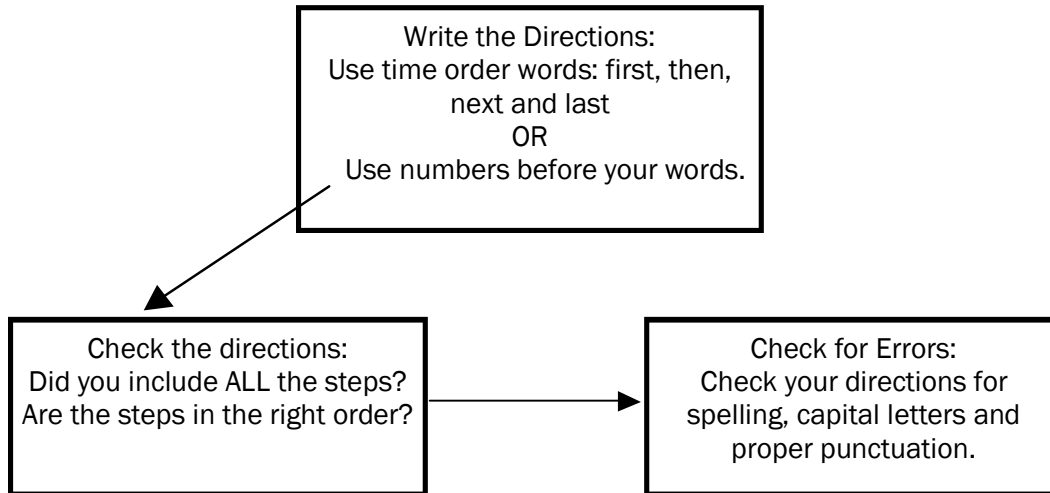 Write the Directions:
Use time order words: first, then,
next and last
OR
Use numbers before your words.
Check the directions:
Did you include ALL the steps?
Are the steps in the right order?
Check for Errors:
Check your directions for
spelling, capital letters and
proper punctuation.